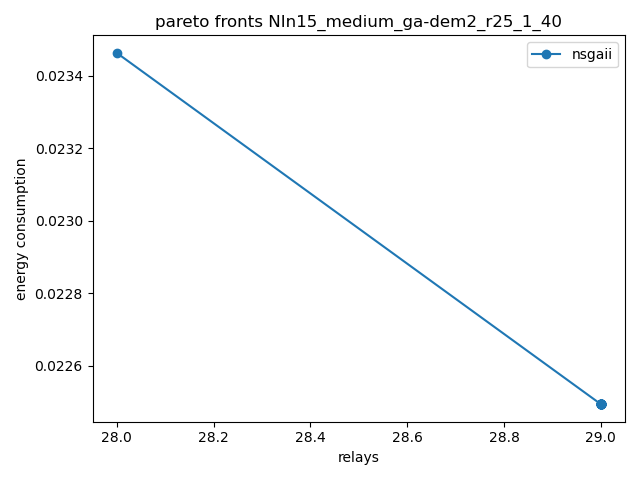 pareto fronts NIn15_medium_ga-dem2_r25_1_40
nsgaii
energy consumption
0.0234
0.0232
0.0230
0.0228
0.0226
28.0 28.2 28.4 28.6 28.8 29.0
relays